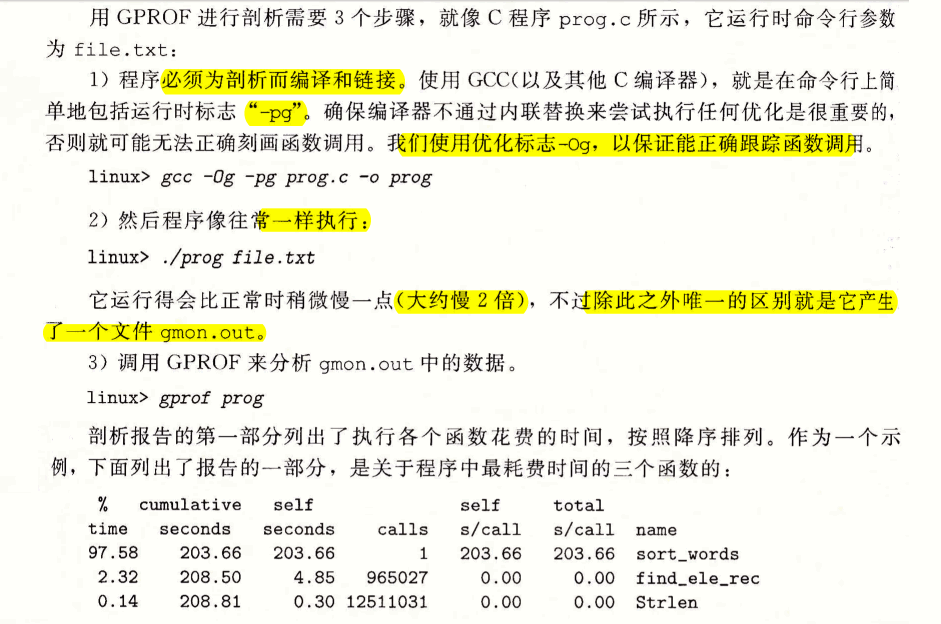 用 GPROF 进行剖析需要 3 个步骤，就像 C 程序 prog.c 所示，它运行时命令行参数
为 file.txt：
1）程序必须为剖析而编译和链接。使用 GCC(以及其他 C 编译器)，就是在命令行上简
单地包括运行时标志“-pg”。确保编译器不通过内联替换来尝试执行任何优化是很重要的，
否则就可能无法正确刻画函数调用。我们使用优化标志-Og，以保证能正确跟踪函数调用。
linux> gcc -Og -pg prog.c -o prog
2）然后程序像往常一样执行：
linux> ./prog file.txt
它运行得会比正常时稍微慢一点(大约慢 2 倍)，不过除此之外唯一的区别就是它产生
了一个文件 gmon.out。
3）调用 GPROF 来分析 gmon.out 中的数据。
linux> gprof prog
剖析报告的第一部分列出了执行各个函数花费的时间，按照降序排列。作为一个示
例，下面列出了报告的一部分，是关于程序中最耗费时间的三个函数的：
% cumulative self self total
time seconds seconds calls s/call s/call name
97.58 203.66 203.66 1 203.66 203.66 sort_words
2.32 208.50 4.85 965027 0.00 0.00 find_ele_rec
0.14 208.81 0.30 12511031 0.00 0.00 Strlen